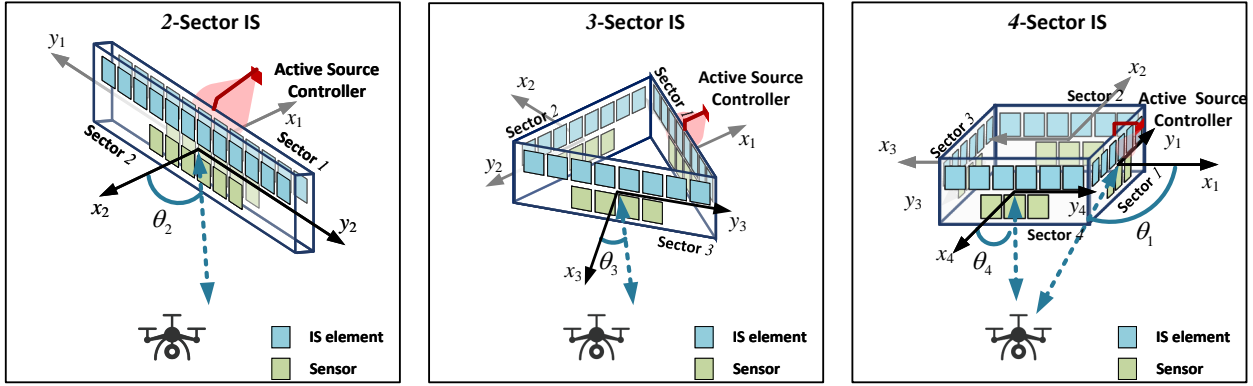 2-Sector IS
y1
Active Source
Controller
x1
Sector 1
Sector 2
x2
θ2
y2
IS element
Sensor
3-Sector IS
x2
Sector 1
Active Source
Controller
Sector 2
x1
y2
y3
Sector 3
x3
θ3
IS element
Sensor
4-Sector IS
x2
Sector 2
Active Source
Controller
Sector 3
x3
y1
x1
Sector 1
y3
y4
Sector 4
x4
θ4
θ1
IS element
Sensor